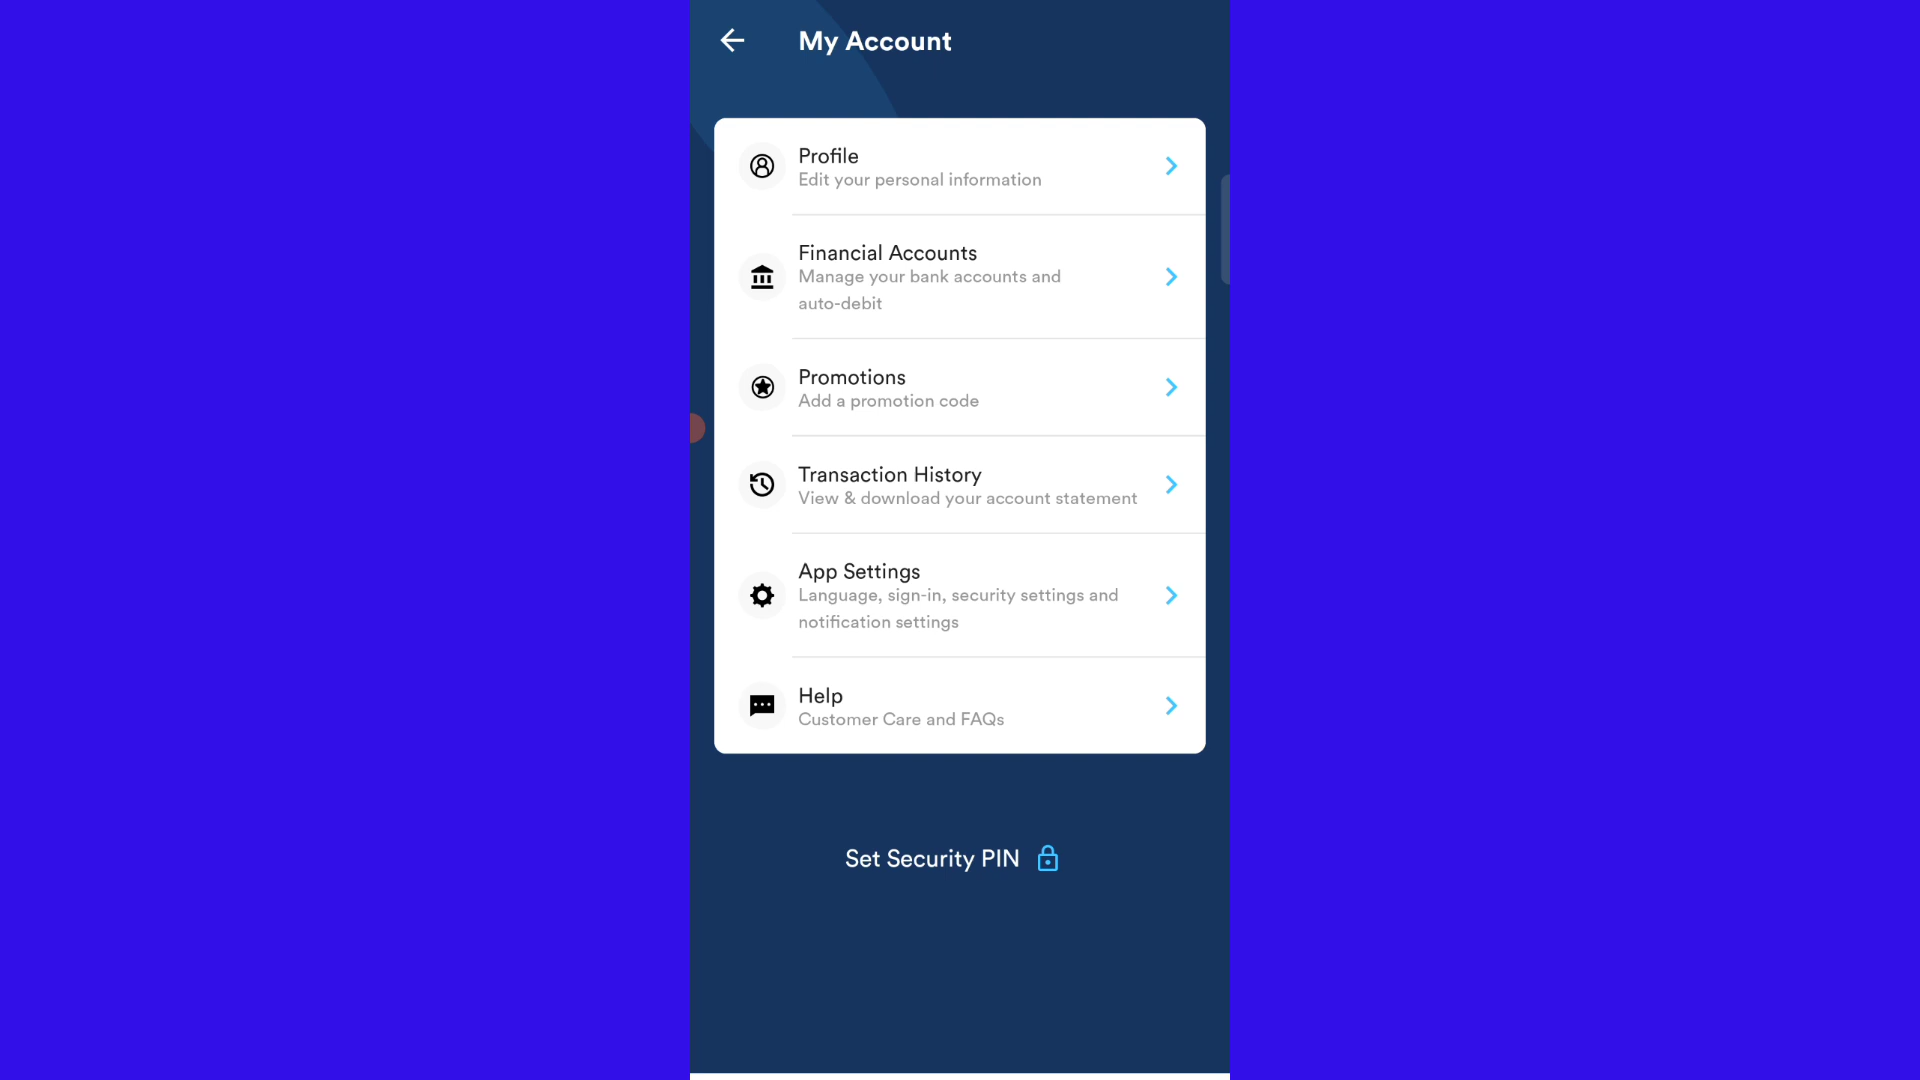 My Account
Profile
Edit your personal information
Financial Accounts
Manage your bank accounts and
auto-debit
Promotions
Add a promotion code
Transaction History
View & download your account statement
App Settings
Language, sign-in, security settings and
notification settings
Help
Customer Care and FAQs
Set Security PIN